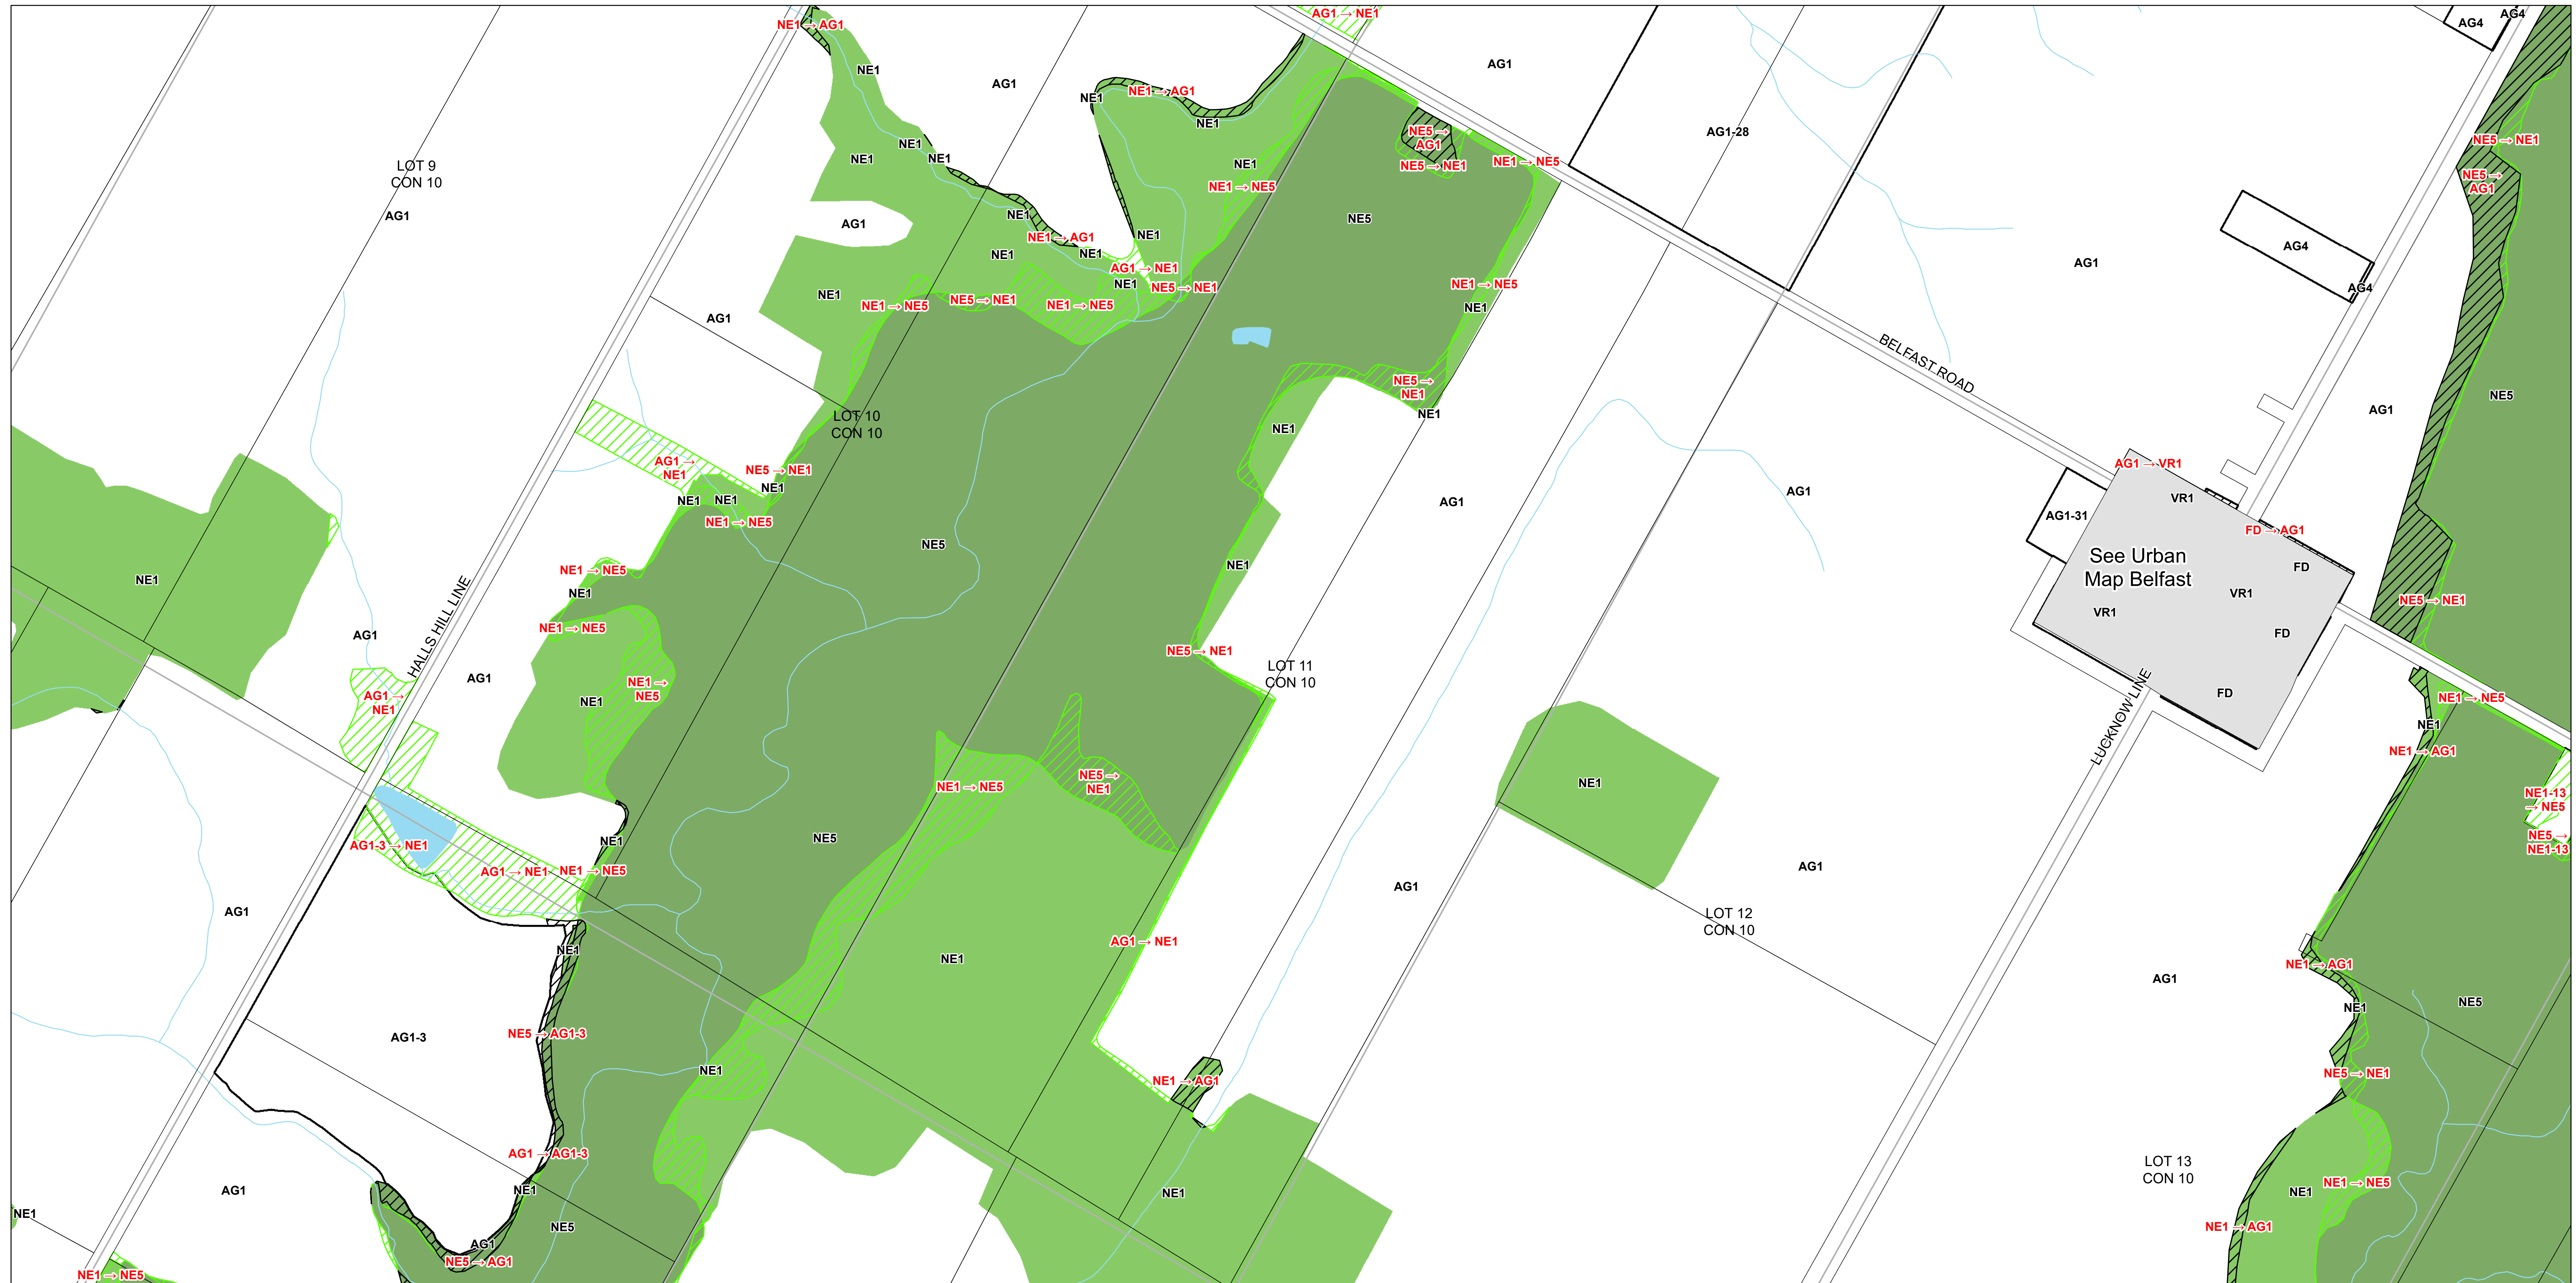 AG1 → NE1
AG4
AG4
NE1 → AG1
AG1
NE1
AG1
NE1 → AG1
NE1
NE1
AG1-28
NE5 →
AG1
NE5 → NE1
NE1 → NE5
NE5 → NE1
NE5 →
AG1
NE1
NE1
NE1
NE1
LOT 9
CON 10
AG1
NE1 → NE5
NE1
AG1
NE5
NE1 → AG1
NE1
NE1
NE1
AG1 → NE1
NE1
NE5 → NE1
NE1 → NE5
NE1
AG4
AG4
AG1
NE1
NE1 → NE5
NE5 → NE1
NE1 → NE5
AG1
BELFAST ROAD
NE5 →
NE1
NE1
NE5
AG1
LOT 10
CON 10
NE1
AG1 →
NE1
NE5 → NE1
NE1
NE1
NE1
NE1 → NE5
AG1
AG1
AG1 → VR1
VR1
AG1-31
FD → AG1
See Urban
Map Belfast
FD
VR1
VR1
FD
FD
NE5 → NE1
NE5
NE1
NE1
NE1 → NE5
NE1
NE1 → NE5
AG1
HALLS HILL LINE
NE5 → NE1
LOT 11
CON 10
AG1
NE1 →
NE5
NE1
AG1 →
NE1
LUCKNOW LINE
NE1 → NE5
NE1
NE1 → AG1
NE5 →
NE1
NE1 → NE5
NE1
NE1-13
→ NE5
NE5 →
NE1-13
AG1-3 → NE1
NE1
NE5
AG1 → NE1
NE1 → NE5
AG1
AG1
AG1
LOT 12
CON 10
AG1 → NE1
NE1
NE1
NE1 → AG1
AG1
NE5
NE1
AG1-3
NE5 → AG1-3
NE1
NE1 → AG1
NE5 → NE1
AG1 → AG1-3
LOT 13
CON 10
AG1
NE1
NE1
NE1
NE1 → NE5
NE1
NE5
NE1 → AG1
AG1
NE5 → AG1
NE1 → NE5